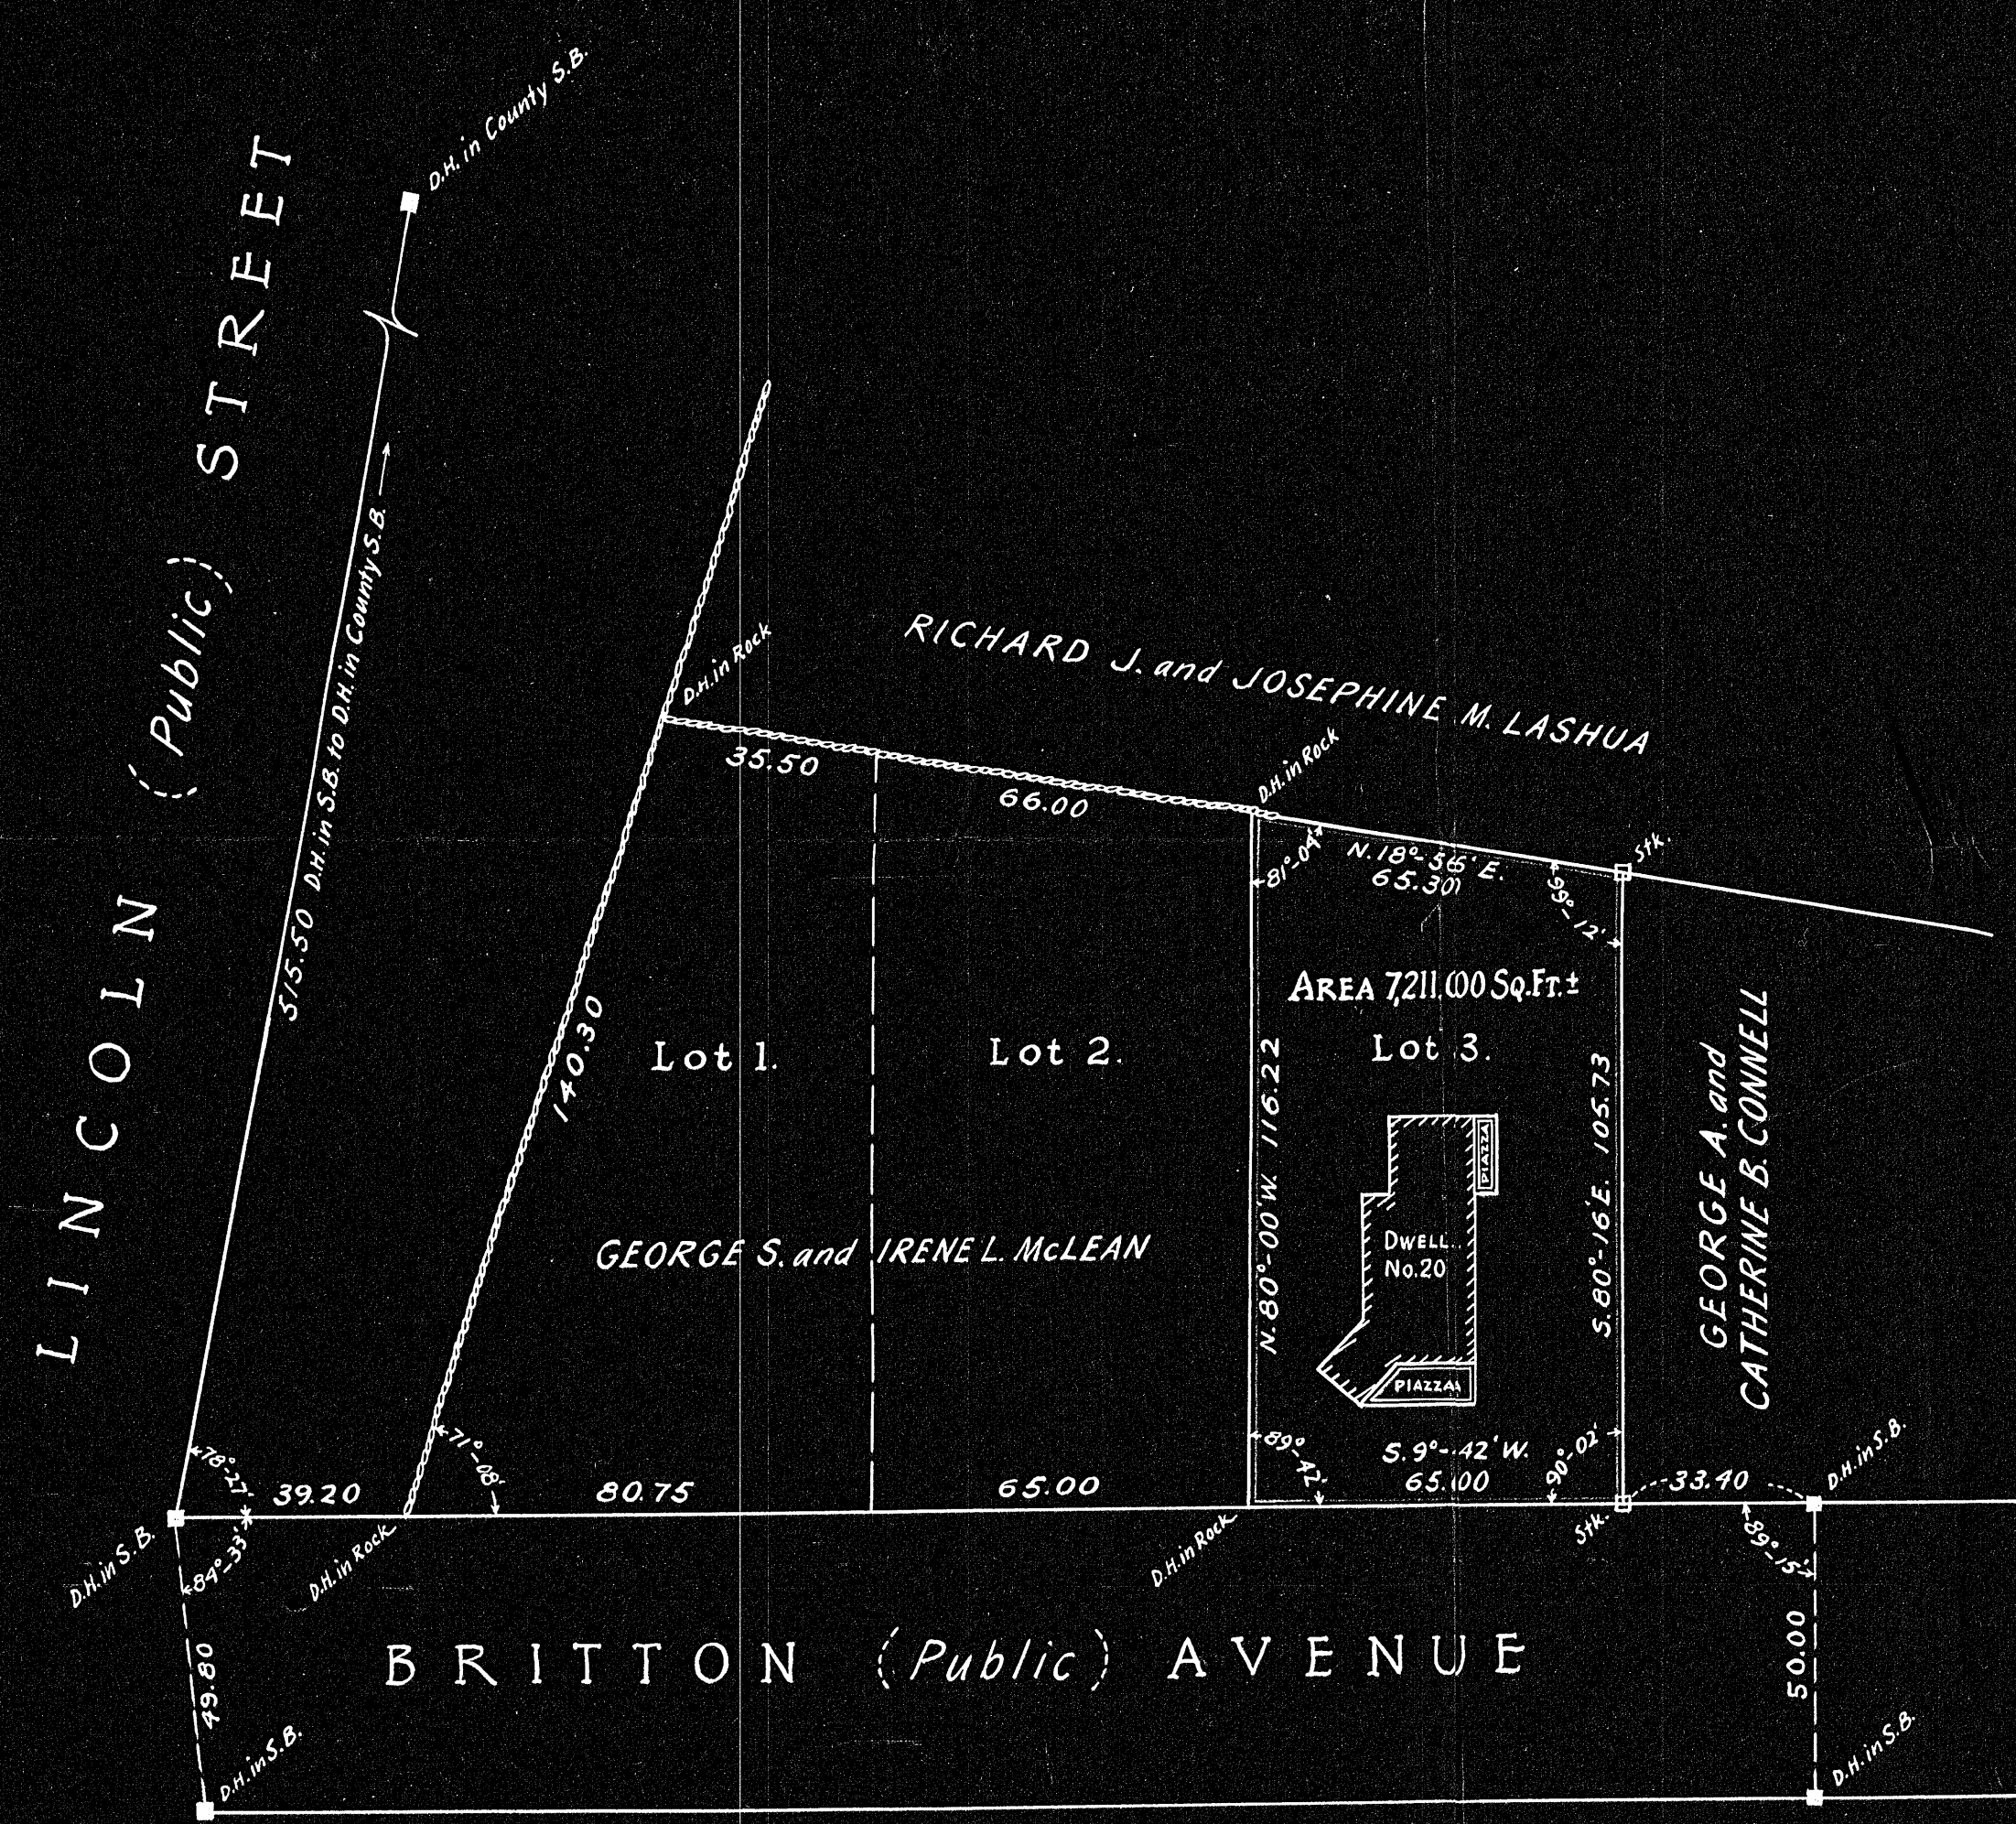 D.H. in County S.B.
LINCOLN (Public) STREET
515.50 D.H. in S.B. to D.H. in County S.B.
D.H. in Rock
RICHARD J. and JOSEPHINE M. LASHUA
35.50
66.00
D.H. in Rock
Stk.
81°-04'
N.18°-56'E.
65.30
99°-12'
AREA 7,211.00 SQ.FT.±
140.30
Lot 1.
Lot 2.
Lot 3.
N.80°-00'W. 116.22
S.80°-16'E. 105.73
GEORGE A. and
CATHERINE B. CONNELL
PIAZZA
GEORGE S. and IRENE L. McLEAN
DWELL.
No.20
PIAZZA
78°-27'
39.20
71°-08'
80.75
65.00
89°-42'
S.9°-42'W.
65.00
90°-02'
33.40
D.H. in S.B.
D.H. in S.B.
84°-33'
D.H. in Rock
D.H. in Rock
Stk.
89°-15'
49.80
BRITTON (Public) AVENUE
50.00
D.H. in S.B.
D.H. in S.B.